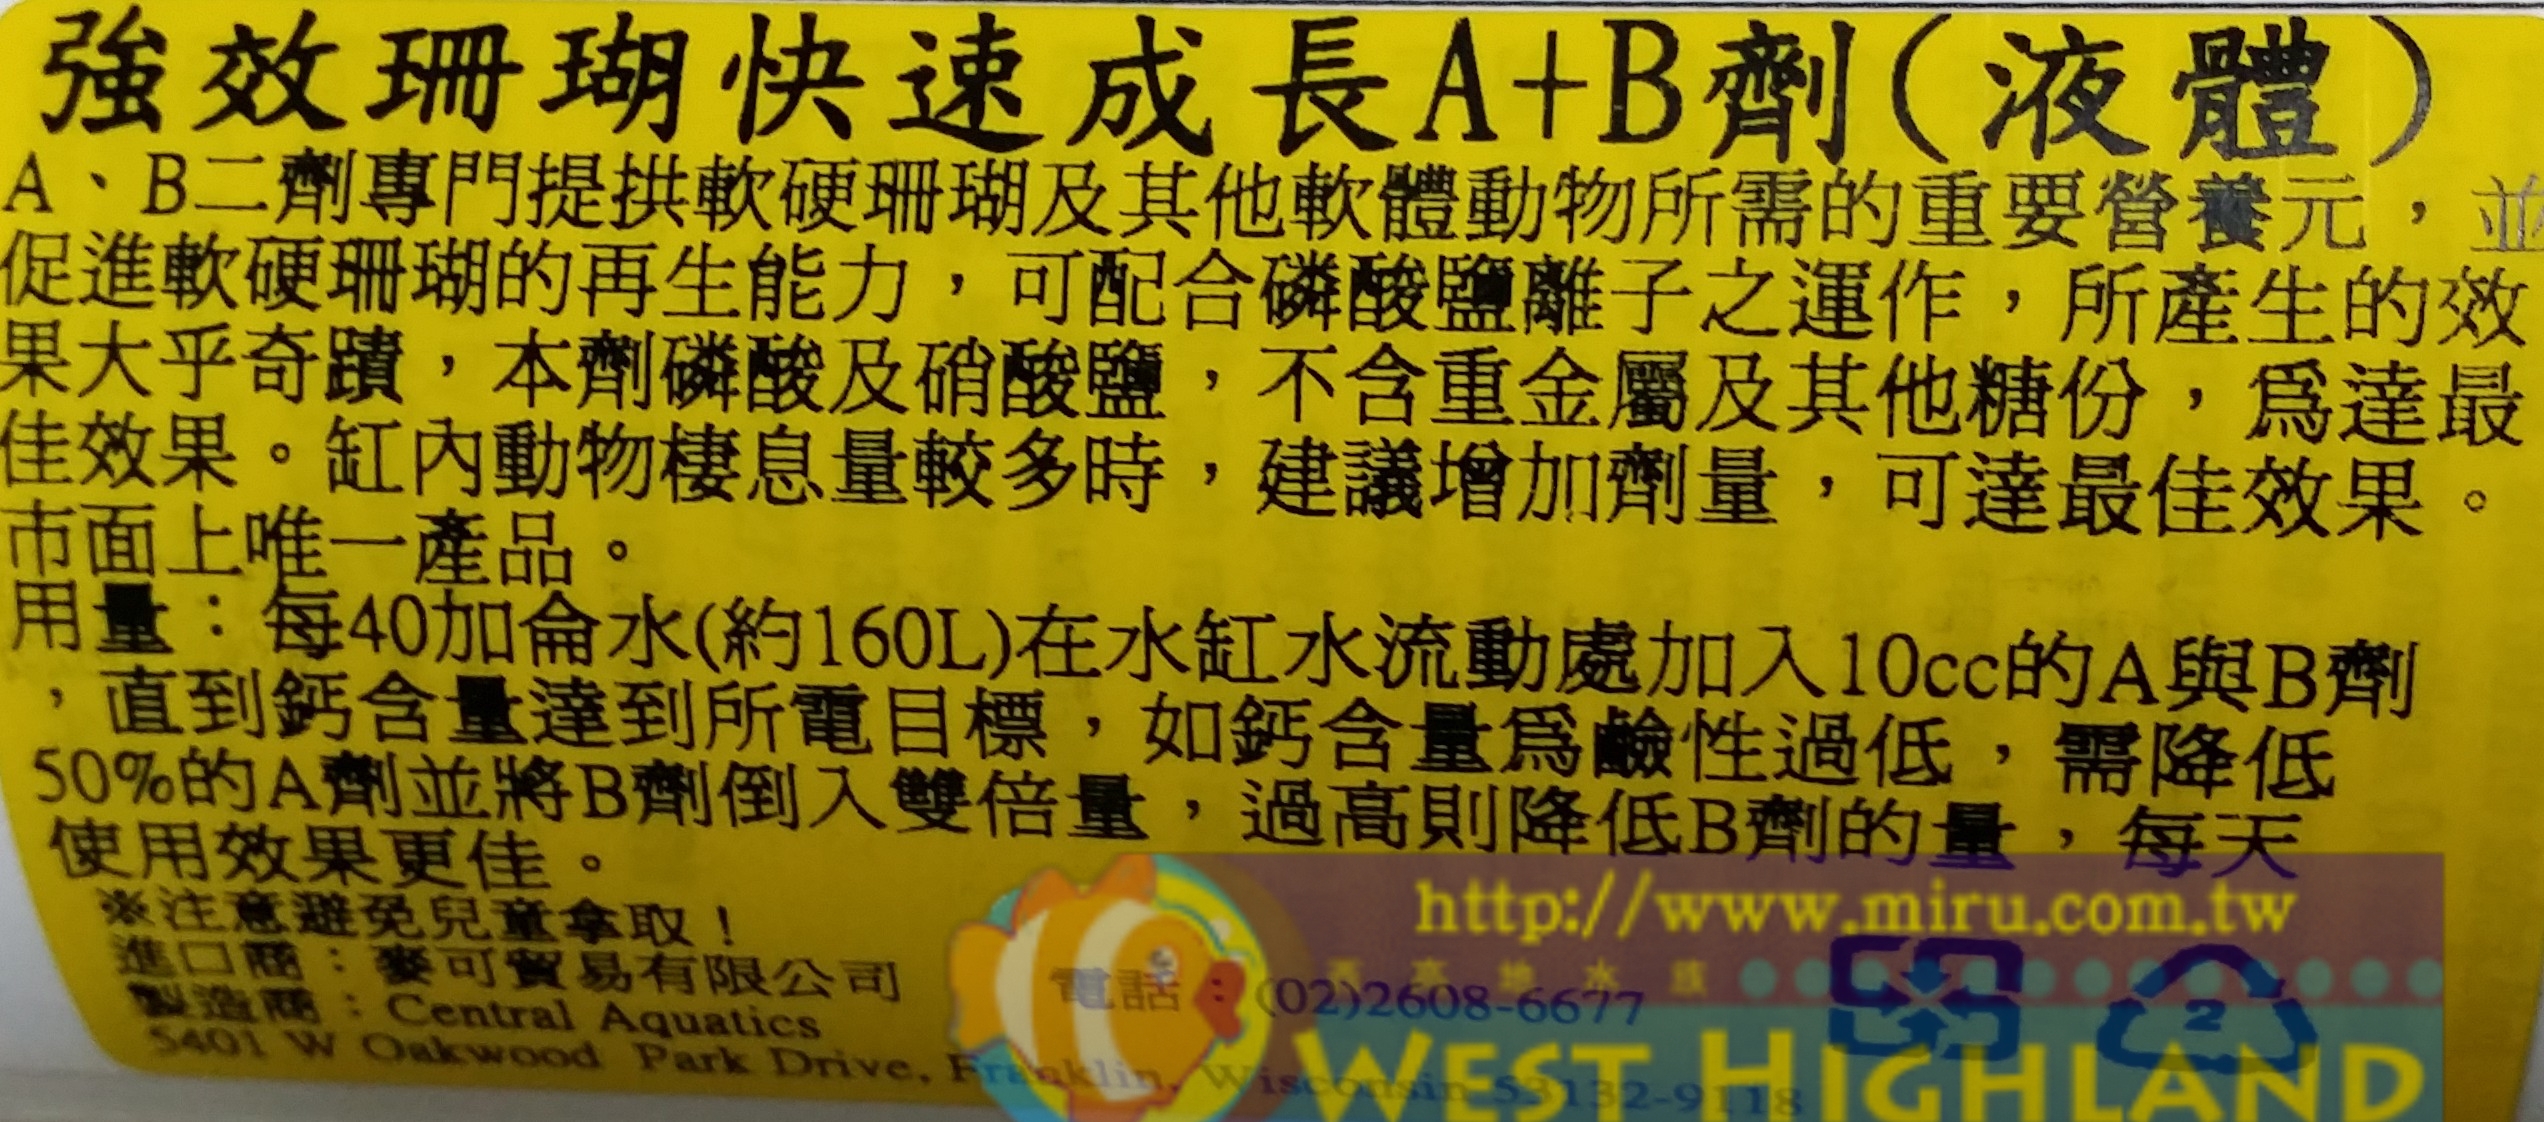 強效珊瑚快速成長A+B劑(液體)
A、B二劑專門提拱軟硬珊瑚及其他軟體動物所需的重要營養元，並
促進軟硬珊瑚的再生能力，可配合磷酸鹽離子之運作，所產生的效
果大乎奇蹟，本劑磷酸及硝酸鹽，不含重金屬及其他糖份，為達最
佳效果。缸內動物棲息量較多時，建議增加劑量，可達最佳效果。
市面上唯一產品。
用量：每40加侖水(約160L)在水缸水流動處加入10cc的A與B劑
，直到鈣含量達到所電目標，如鈣含量為鹼性過低，需降低
50%的A劑並將B劑倒入雙倍量，過高則降低B劑的量，每天
使用效果更佳。
http://www.miru.com.tw
※注意避免兒童拿取！
進口商：麥可貿易有限公司 電話：(02)2608-6677
西高地水族
製造商：Central Aquatics
2
5401 W Oakwood Park Drive, Franklin, Wisconsin 53132-9118
WEST HIGHLAND